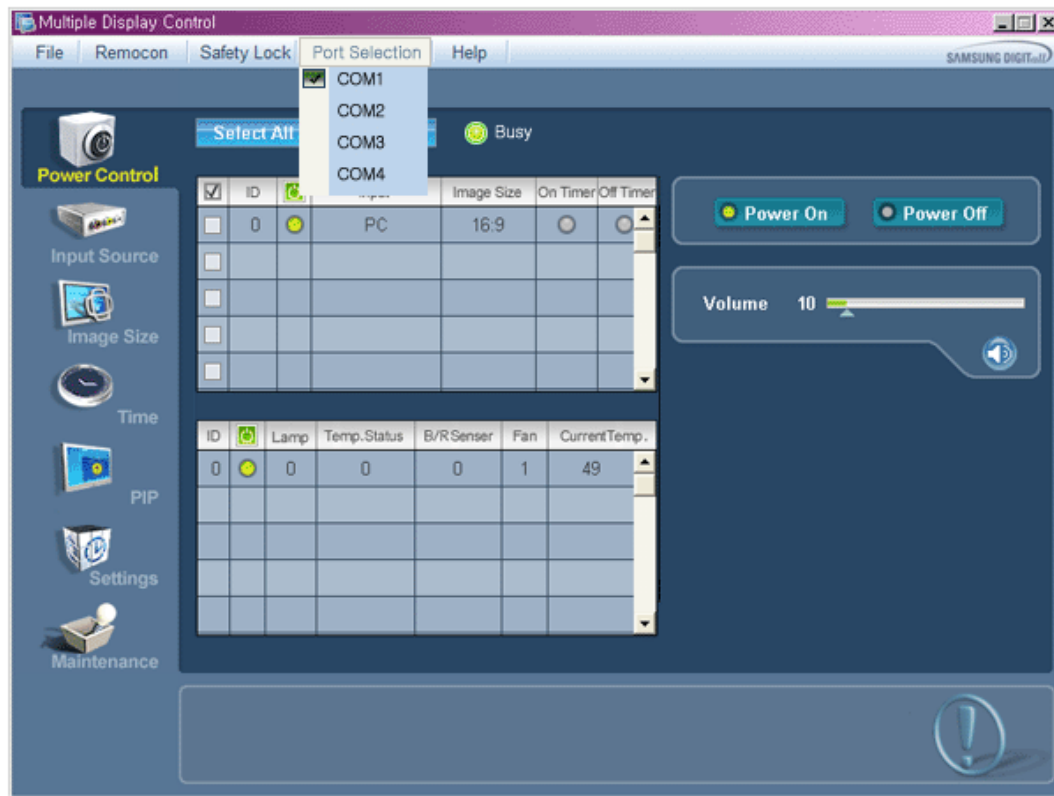 Multiple Display Control
File Remocon Safety Lock Port Selection Help
SAMSUNG DIGITall
COM1
COM2
COM3
COM4
Select All
Busy
Power Control
Input Source
Image Size
Time
PIP
Settings
Maintenance
ID Input Image Size On Timer Off Timer
0 PC 16:9
Power On Power Off
Volume 10
ID Lamp Temp.Status B/RSenser Fan CurrentTemp.
0 0 0 0 1 49